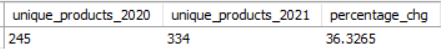 unique_products_2020 unique_products_2021 percentage_chg
245 334 36.3265